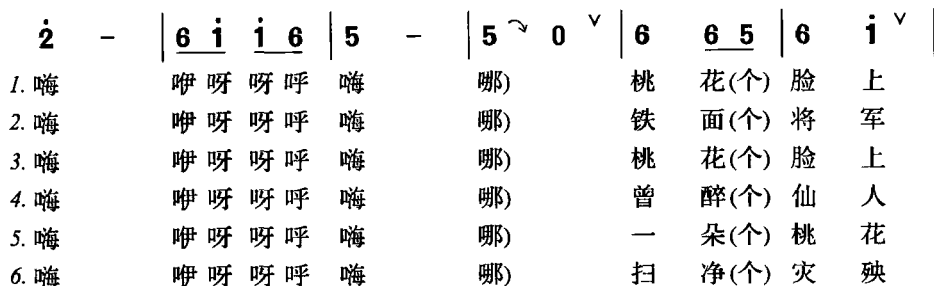 2̇ - | 6 1̇ 1̇ 6 | 5 - | 5 0 ∨ | 6 6 5 | 6 1̇ ∨ |
1. 嗨 咿呀呀呼 嗨 哪) 桃 花(个) 脸 上
2. 嗨 咿呀呀呼 嗨 哪) 铁 面(个) 将 军
3. 嗨 咿呀呀呼 嗨 哪) 桃 花(个) 脸 上
4. 嗨 咿呀呀呼 嗨 哪) 曾 醉(个) 仙 人
5. 嗨 咿呀呀呼 嗨 哪) 一 朵(个) 桃 花
6. 嗨 咿呀呀呼 嗨 哪) 扫 净(个) 灾 殃